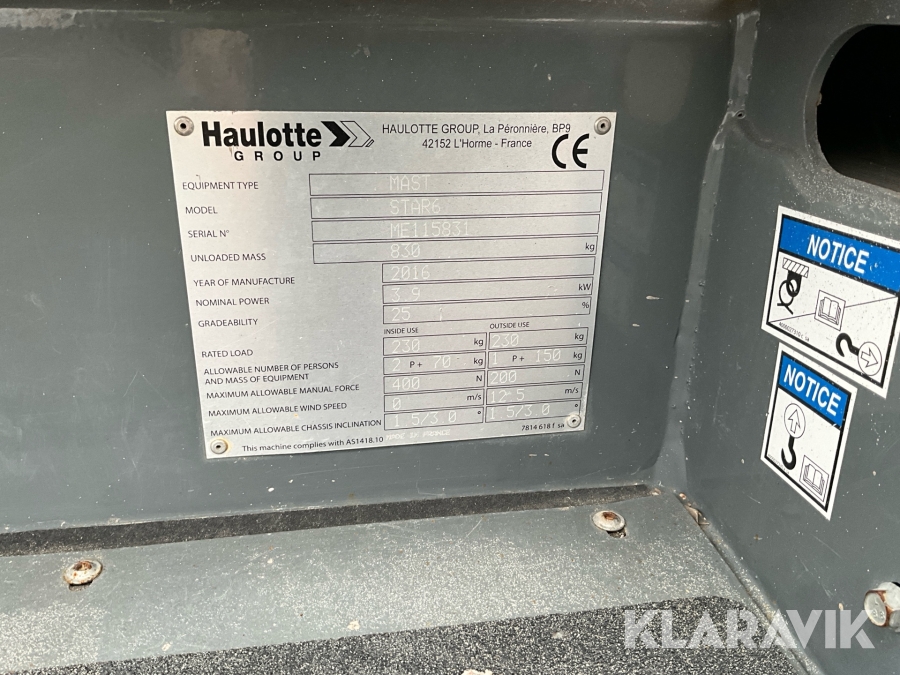 Haulotte
GROUP
HAULOTTE GROUP, La Péronnière, BP9
42152 L'Horme - France
CE
EQUIPMENT TYPE MAST
MODEL STAR6
SERIAL N° ME115831
UNLOADED MASS 830 kg
YEAR OF MANUFACTURE 2016
NOMINAL POWER 3.9 kW
GRADEABILITY 25 %
INSIDE USE OUTSIDE USE
RATED LOAD 230 kg 230 kg
ALLOWABLE NUMBER OF PERSONS
AND MASS OF EQUIPMENT 2 P+ 70 kg 1 P+ 150 kg
MAXIMUM ALLOWABLE MANUAL FORCE 400 N 200 N
MAXIMUM ALLOWABLE WIND SPEED 0 m/s 12.5 m/s
MAXIMUM ALLOWABLE CHASSIS INCLINATION 1.5/3.0 ° 1.5/3.0 °
This machine complies with AS1418.10 MADE IN FRANCE 7814 618 f sa
NOTICE
NOTICE
KLARAVIK